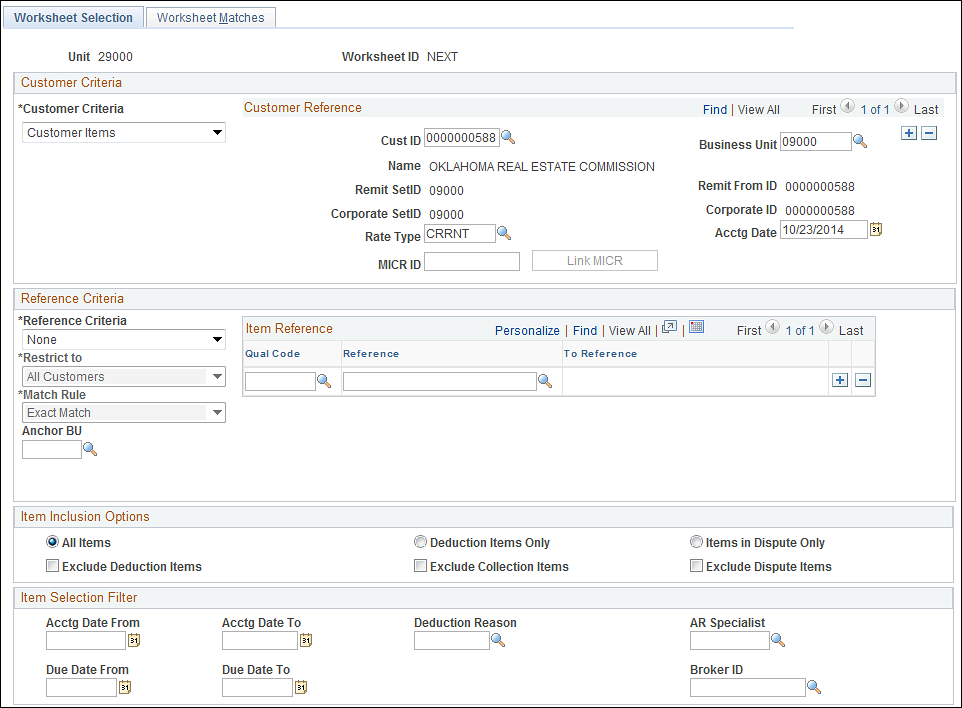 Worksheet Selection Worksheet Matches
Unit 29000 Worksheet ID NEXT
Customer Criteria
*Customer Criteria
Customer Items
Customer Reference Find | View All First 1 of 1 Last
Cust ID 0000000588 Business Unit 09000
Name OKLAHOMA REAL ESTATE COMMISSION
Remit SetID 09000 Remit From ID 0000000588
Corporate SetID 09000 Corporate ID 0000000588
Rate Type CRRNT Acctg Date 10/23/2014
MICR ID Link MICR
Reference Criteria
*Reference Criteria
None
*Restrict to
All Customers
*Match Rule
Exact Match
Anchor BU
Item Reference Personalize | Find | View All | | First 1 of 1 Last
Qual Code Reference To Reference
Item Inclusion Options
All Items Deduction Items Only Items in Dispute Only
Exclude Deduction Items Exclude Collection Items Exclude Dispute Items
Item Selection Filter
Acctg Date From Acctg Date To Deduction Reason AR Specialist
31 31
Due Date From Due Date To Broker ID
31 31